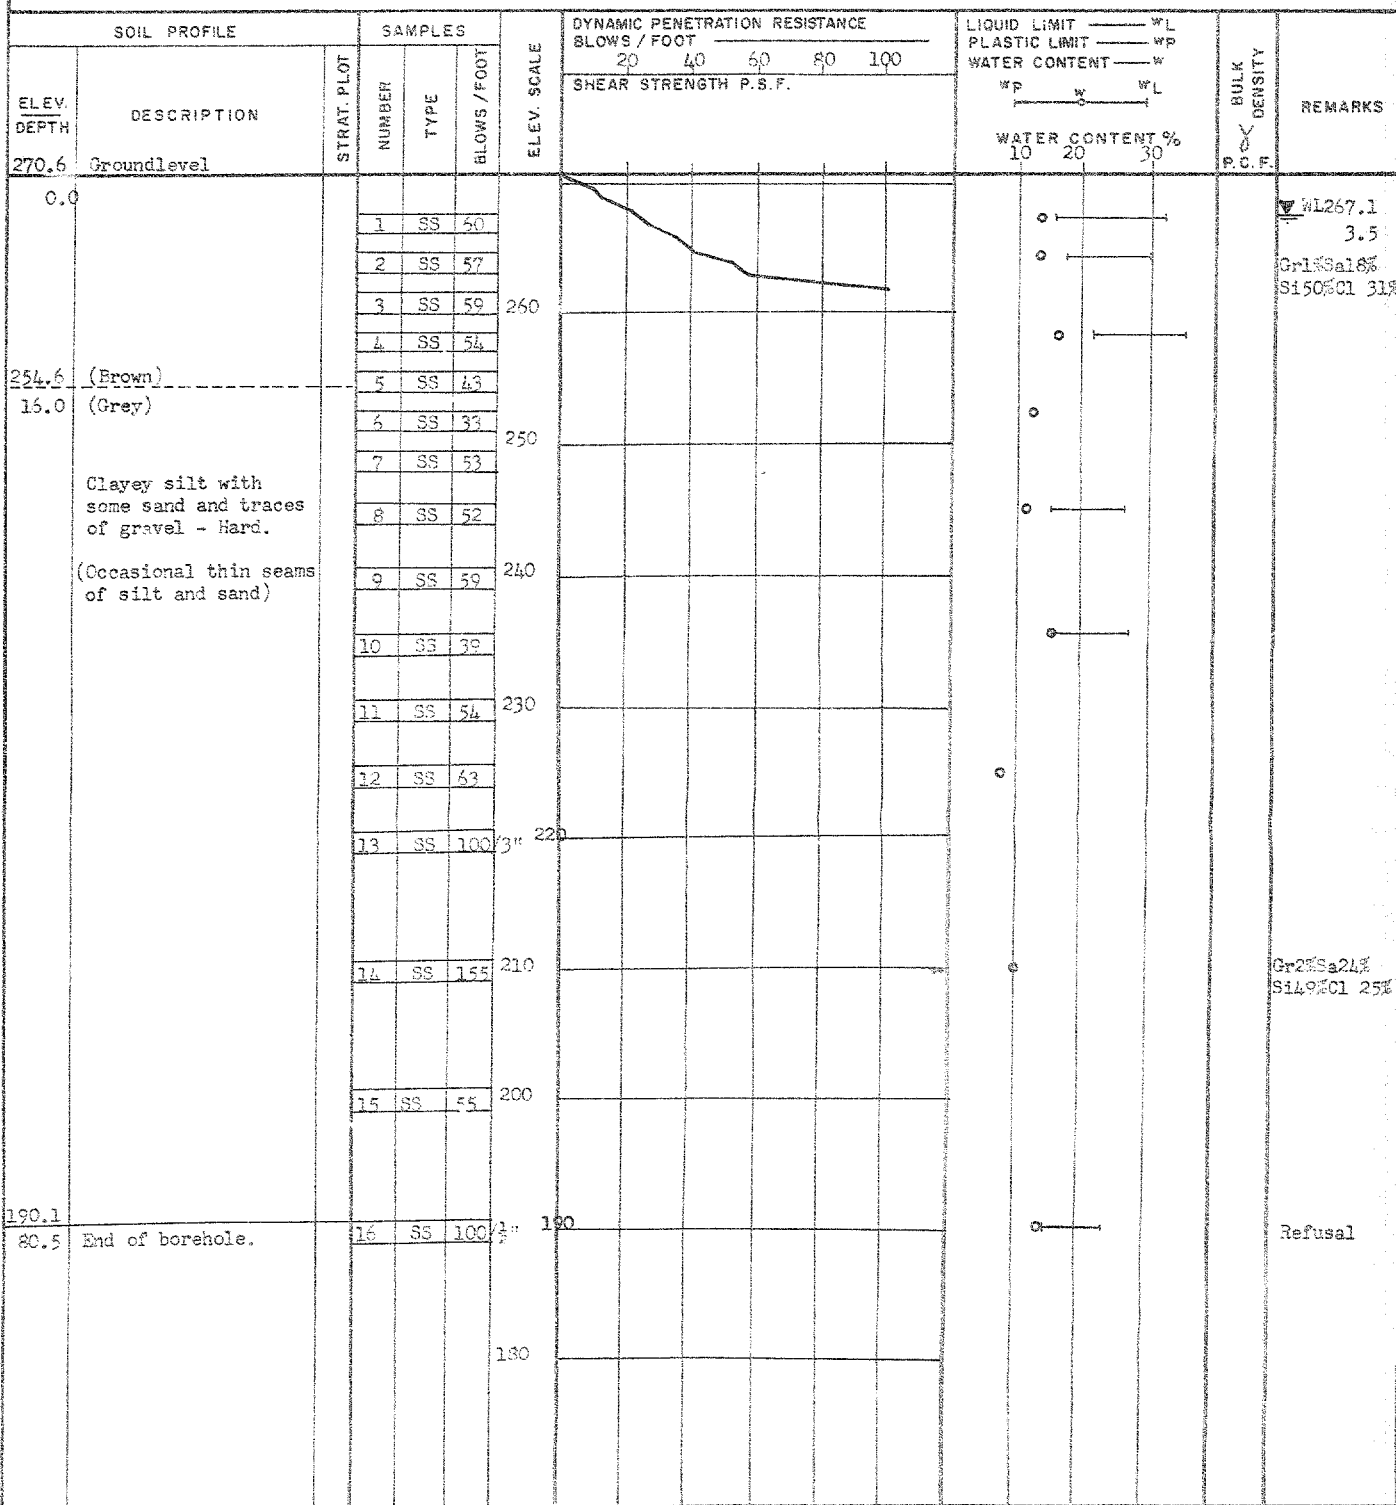 SOIL PROFILE
SAMPLES
DYNAMIC PENETRATION RESISTANCE
BLOWS / FOOT
20 40 60 80 100
SHEAR STRENGTH P.S.F.
LIQUID LIMIT WL
PLASTIC LIMIT WP
WATER CONTENT W
WP W WL
WATER CONTENT %
10 20 30
BULK DENSITY
γ
P.C.F.
REMARKS
ELEV.
DEPTH
DESCRIPTION
STRAT. PLOT
NUMBER
TYPE
BLOWS / FOOT
ELEV. SCALE
270.6 Groundlevel
0.0
1 SS 50
WL267.1
3.5
2 SS 57
Gr1%Sa18%
Si50%Cl 31%
3 SS 59
260
4 SS 54
254.6 (Brown)
5 SS 43
16.0 (Grey)
6 SS 33
250
7 SS 53
Clayey silt with
some sand and traces
of gravel - Hard.
8 SS 52
(Occasional thin seams
of silt and sand)
9 SS 59
240
10 SS 39
11 SS 54
230
12 SS 63
13 SS 100/3"
220
14 SS 155
210
Gr2%Sa24%
Si49%Cl 25%
15 SS 55
200
190.1
80.5 End of borehole.
16 SS 100/
190
Refusal
180